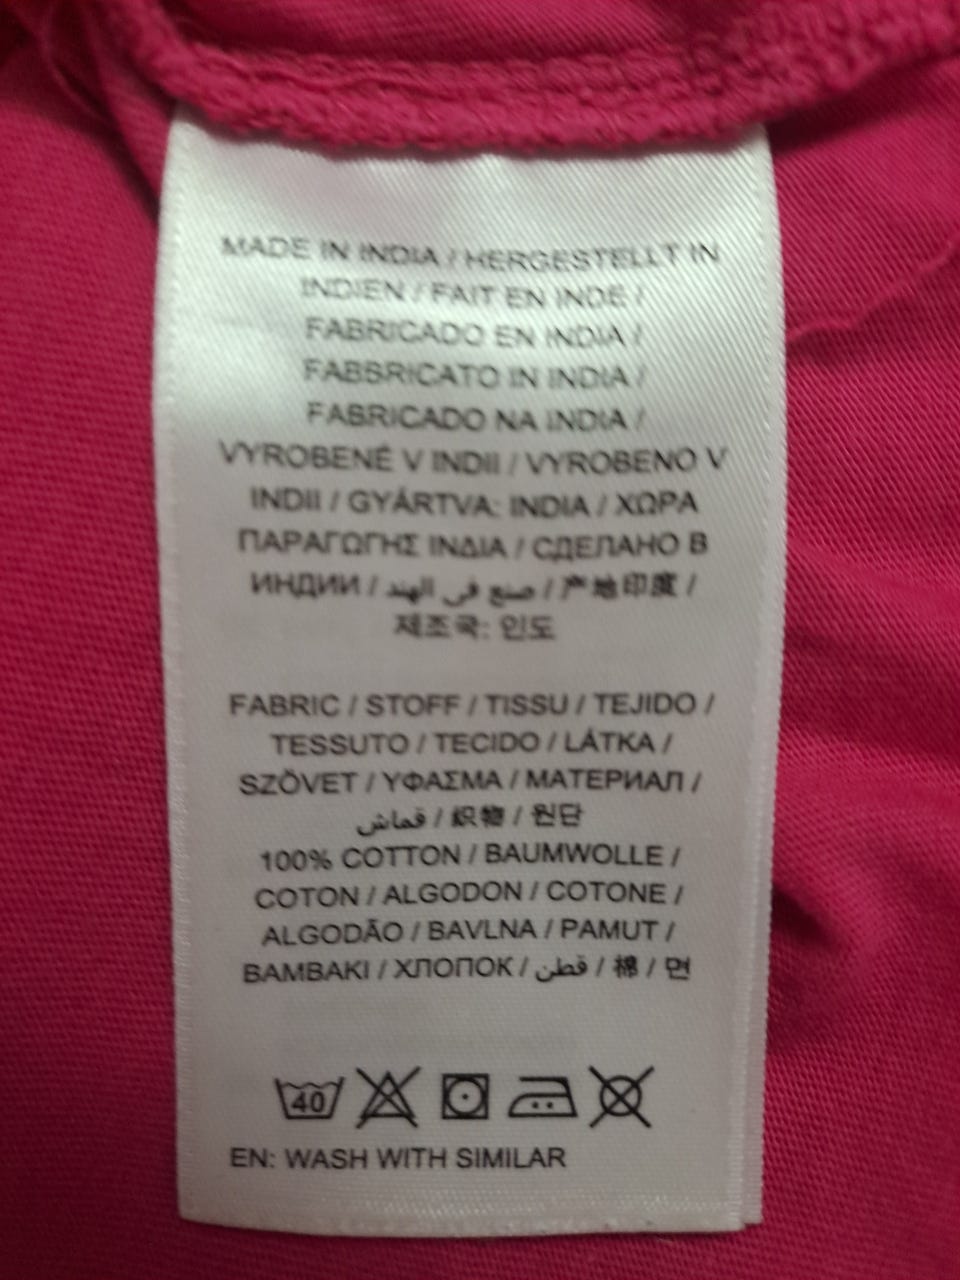 MADE IN INDIA / HERGESTELLT IN
INDIEN / FAIT EN INDE /
FABRICADO EN INDIA /
FABBRICATO IN INDIA /
FABRICADO NA INDIA /
VYROBENÉ V INDII / VYROBENO V
INDII / GYÁRTVA: INDIA / ΧΩΡΑ
ΠΑΡΑΓΩΓΗΣ ΙΝΔΙΑ / СДЕЛАНО В
ИНДИИ / صنع في الهند / 产地印度 /
제조국: 인도
FABRIC / STOFF / TISSU / TEJIDO /
TESSUTO / TECIDO / LÁTKA /
SZÖVET / ΥΦΑΣΜΑ / МАТЕРИАЛ /
قماش / 织物 / 원단
100% COTTON / BAUMWOLLE /
COTON / ALGODON / COTONE /
ALGODÃO / BAVLNA / PAMUT /
BAMBAKI / ХЛОПОК / قطن / 棉 / 면
40
EN: WASH WITH SIMILAR